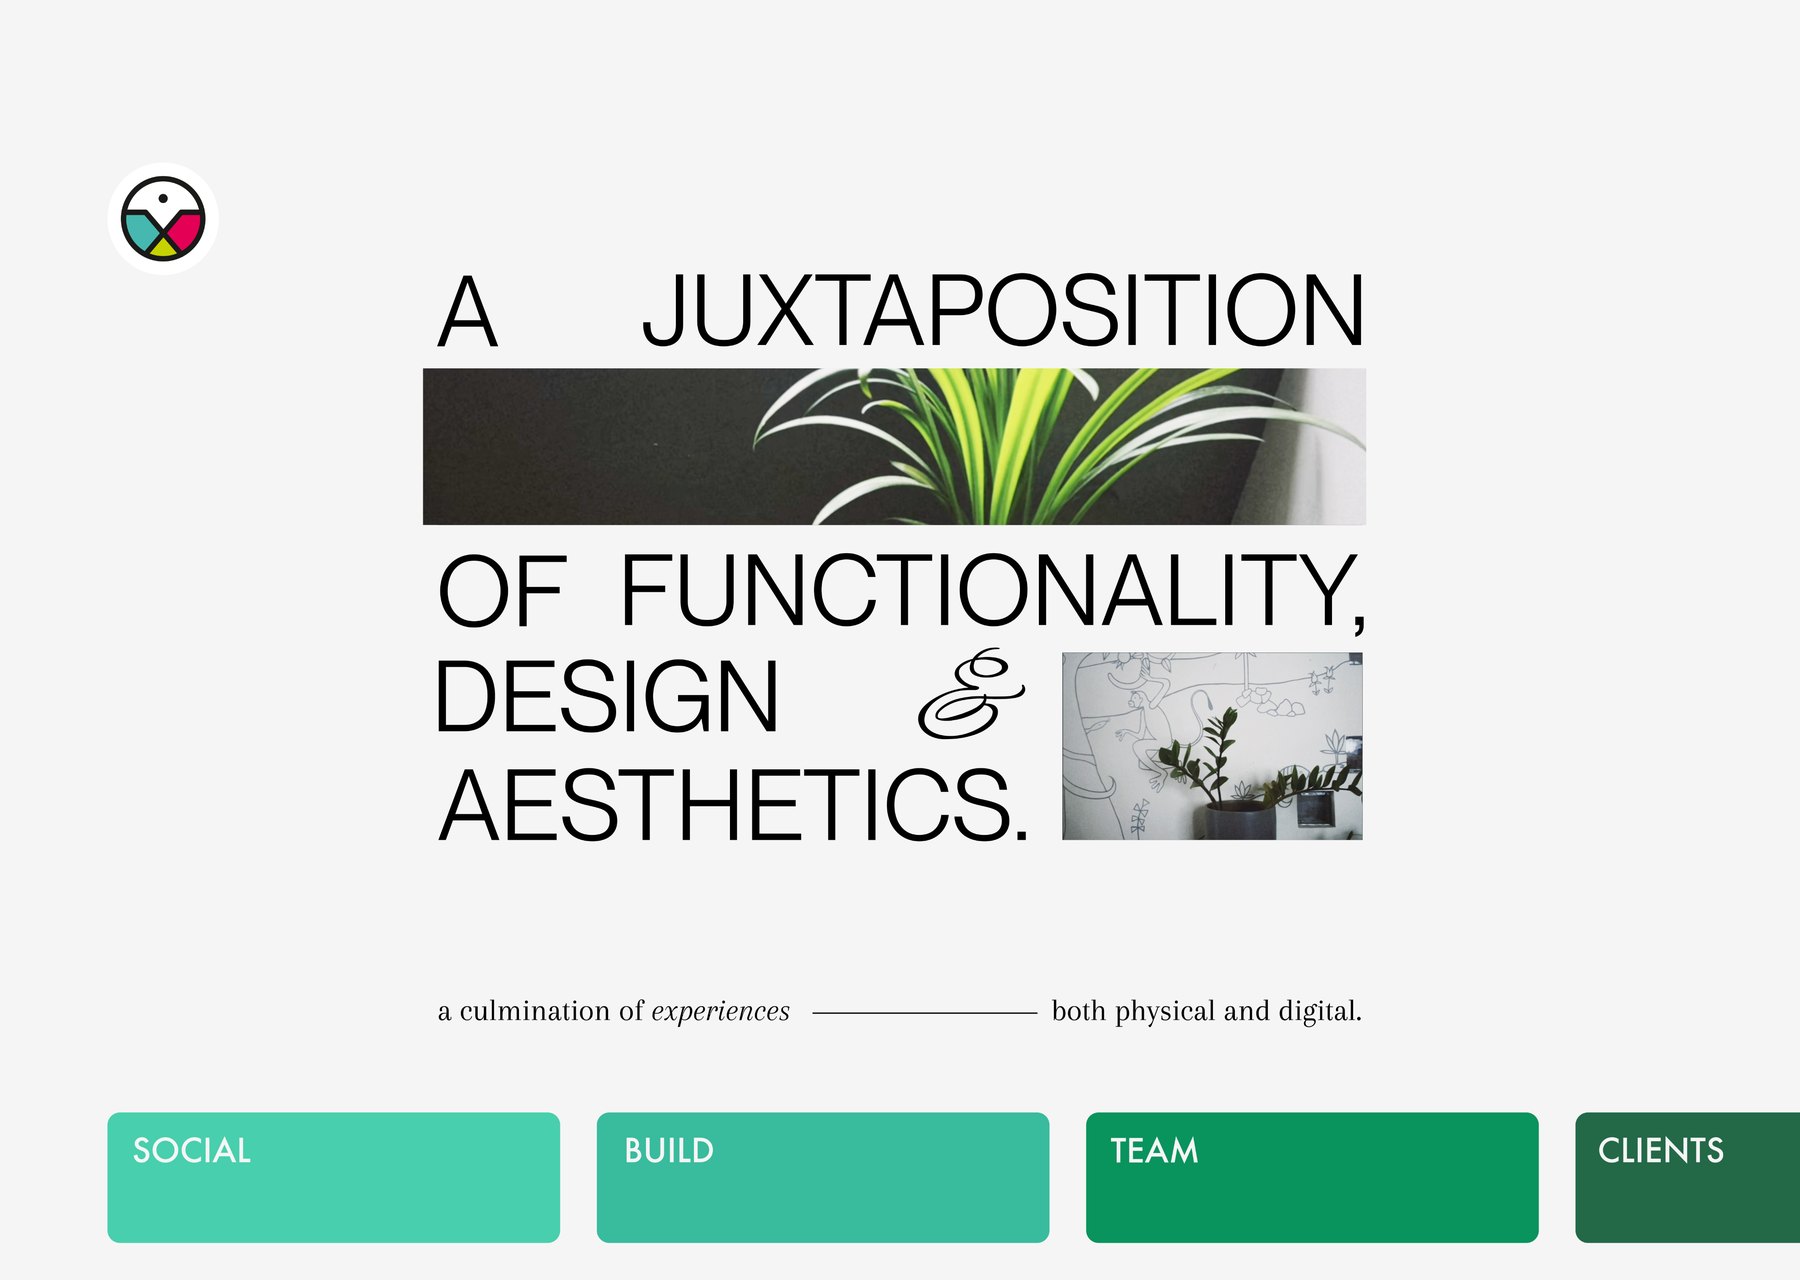 A JUXTAPOSITION
OF FUNCTIONALITY,
DESIGN &
AESTHETICS.
a culmination of experiences both physical and digital.
SOCIAL
BUILD
TEAM
CLIENTS